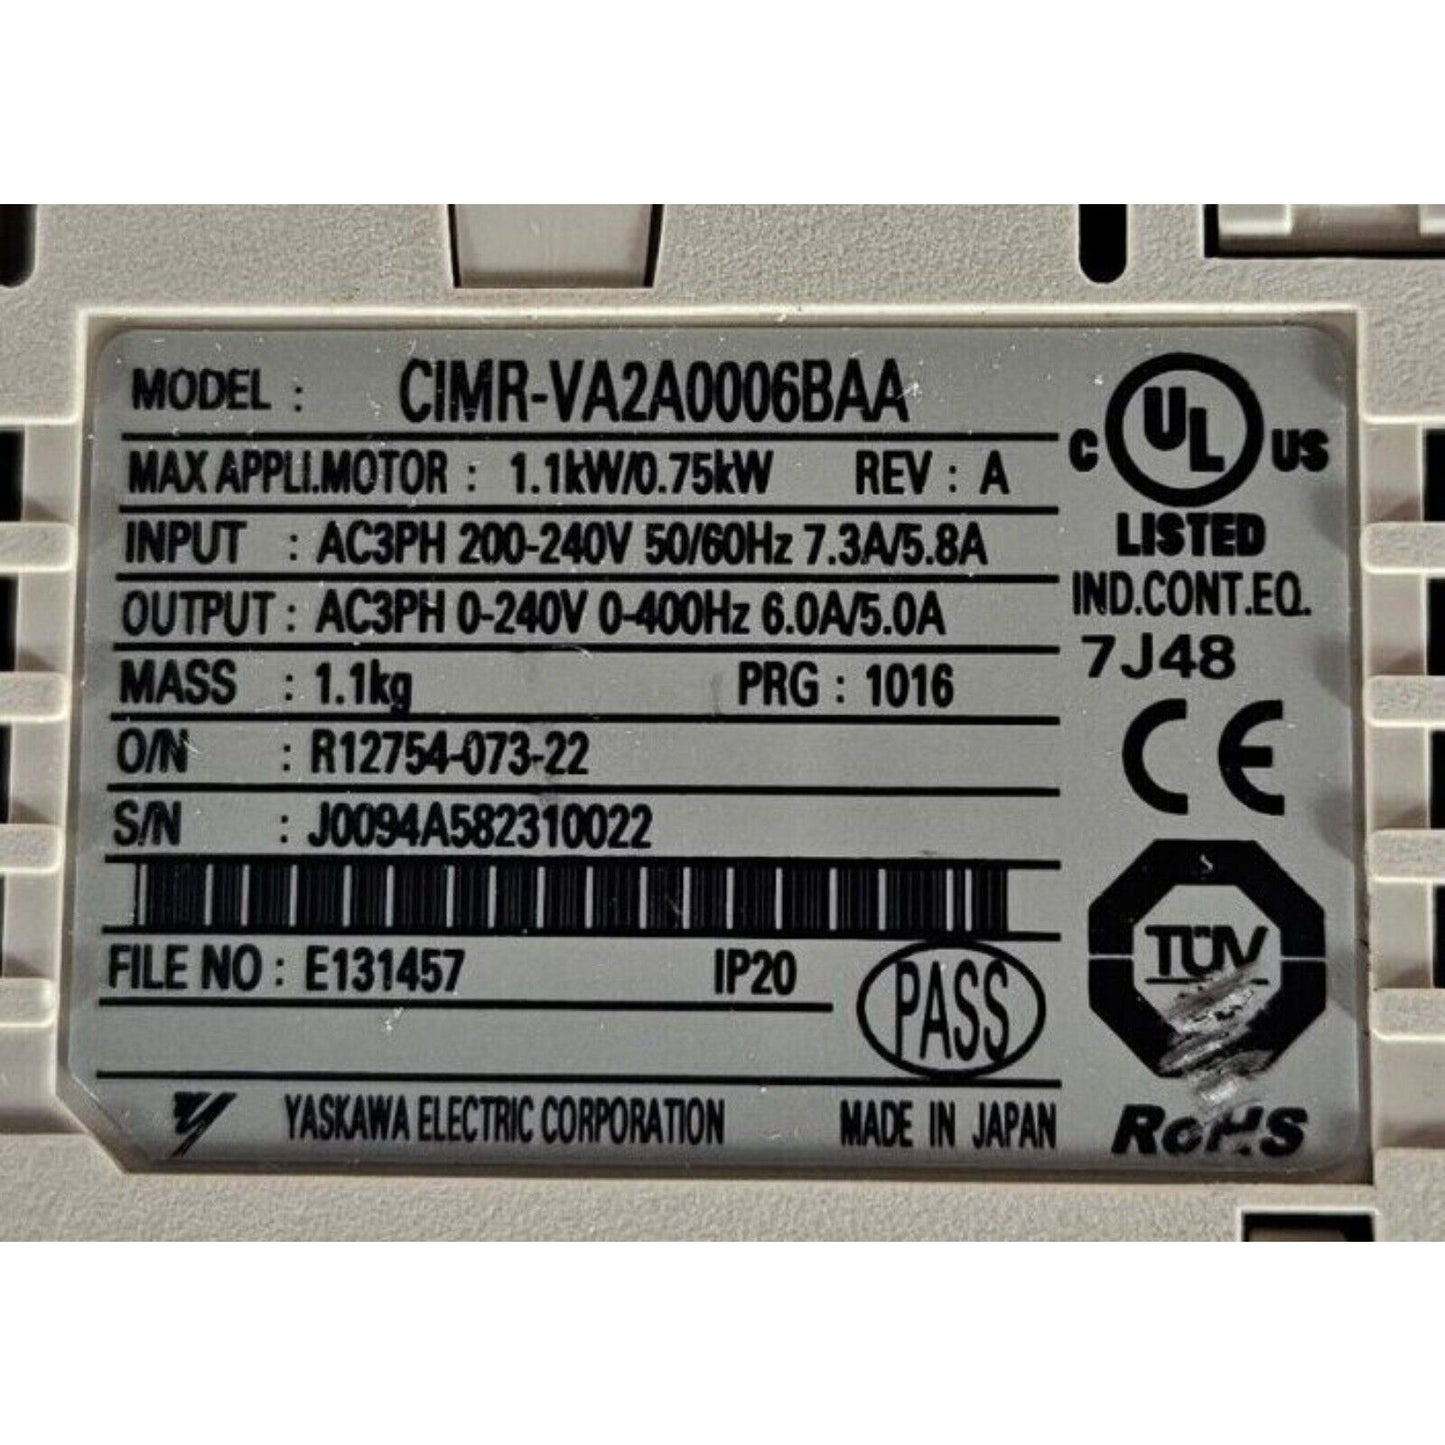 MODEL : CIMR-VA2A0006BAA
MAX APPLI.MOTOR : 1.1kW/0.75kW REV : A
INPUT : AC3PH 200-240V 50/60Hz 7.3A/5.8A
OUTPUT : AC3PH 0-240V 0-400Hz 6.0A/5.0A
MASS : 1.1kg PRG : 1016
O/N : R12754-073-22
S/N : J0094A582310022
FILE NO : E131457 IP20
PASS
YASKAWA ELECTRIC CORPORATION MADE IN JAPAN
C UL US
LISTED
IND.CONT.EQ.
7J48
CE
S
TÜV
RoHS